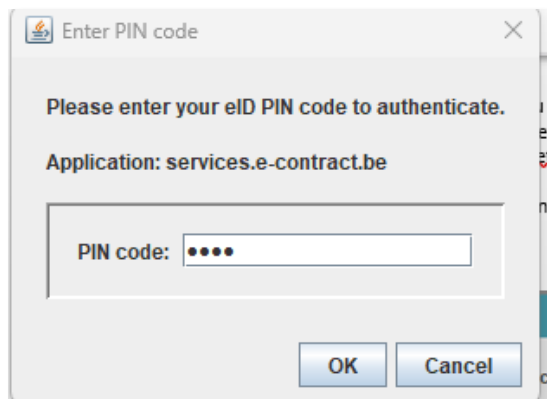 Enter PIN code
Please enter your eID PIN code to authenticate.
Application: services.e-contract.be
PIN code: ••••
OK Cancel